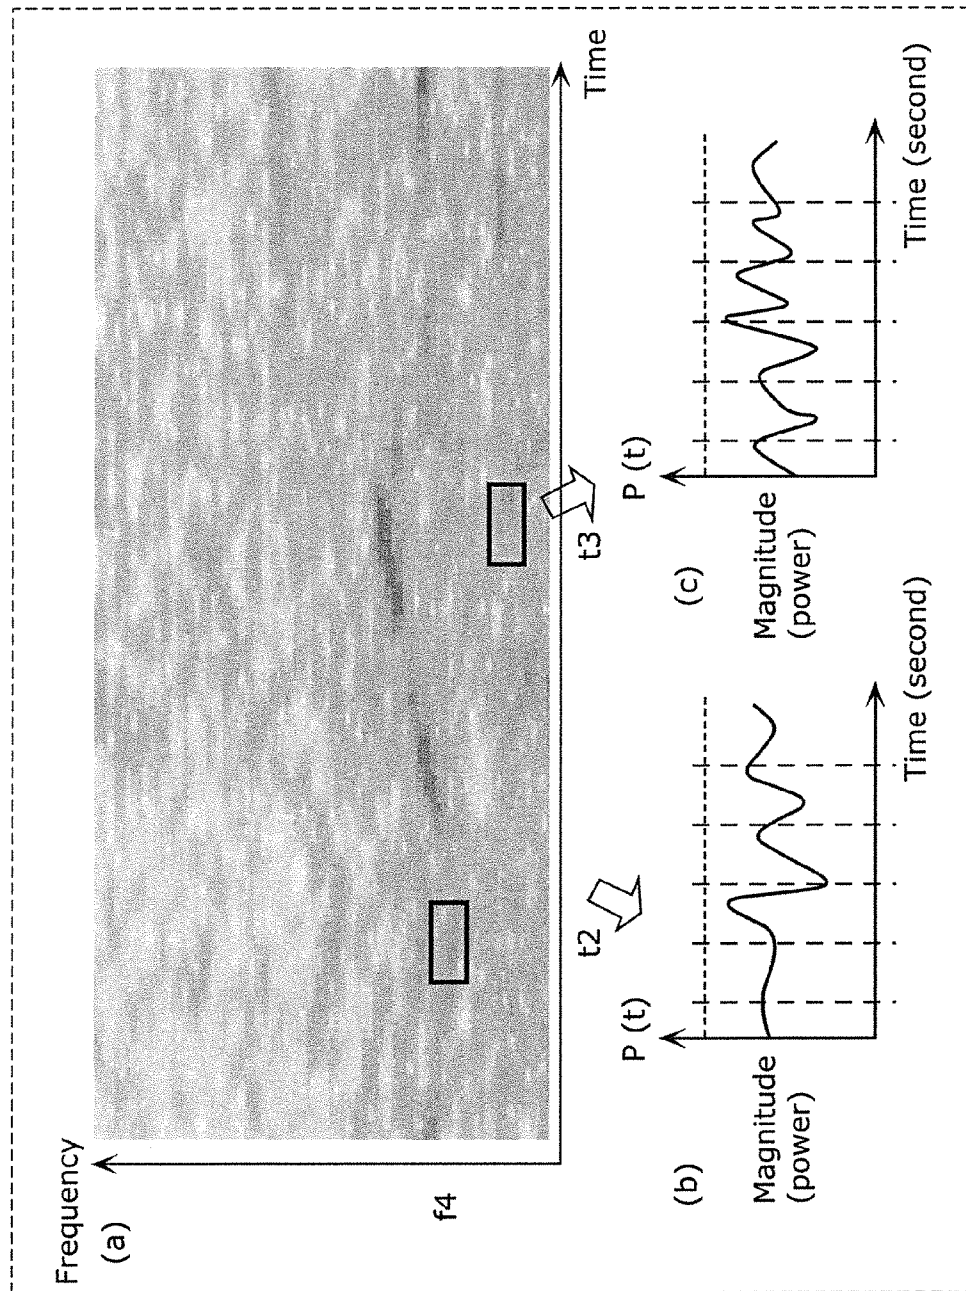 Frequency
(a)
f4
Time
t2
t3
(b)
P (t)
Magnitude
(power)
Time (second)
(c)
P (t)
Magnitude
(power)
Time (second)